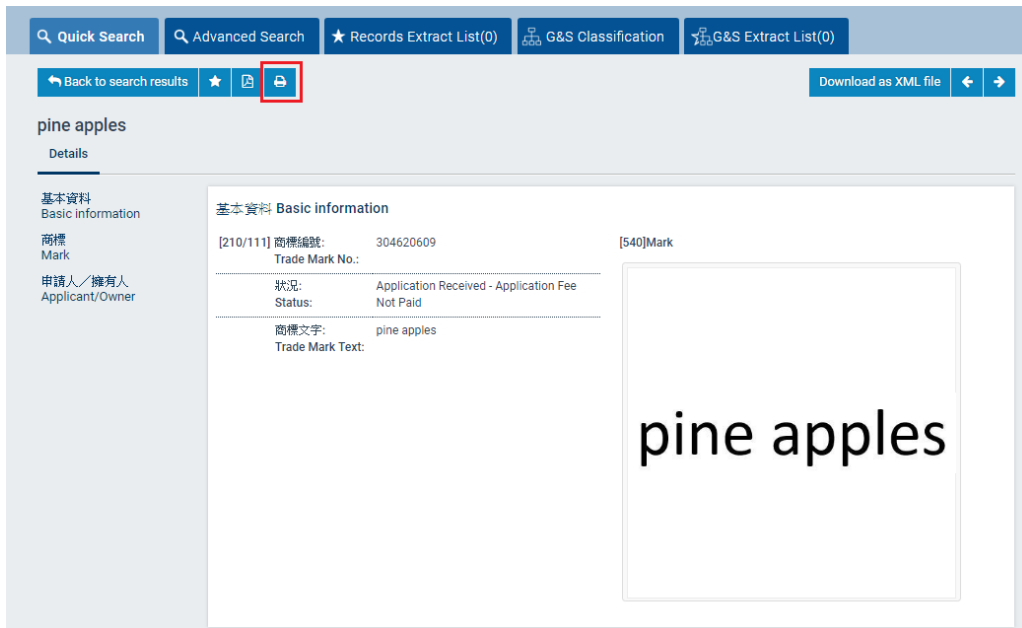 Quick Search
Advanced Search
Records Extract List(0)
G&S Classification
G&S Extract List(0)
Back to search results
Download as XML file
pine apples
Details
基本資料
Basic information
商標
Mark
申請人／擁有人
Applicant/Owner
基本資料 Basic information
[210/111] 商標編號: 304620609
Trade Mark No.:
狀況: Application Received - Application Fee
Status: Not Paid
商標文字: pine apples
Trade Mark Text:
[540]Mark
pine apples